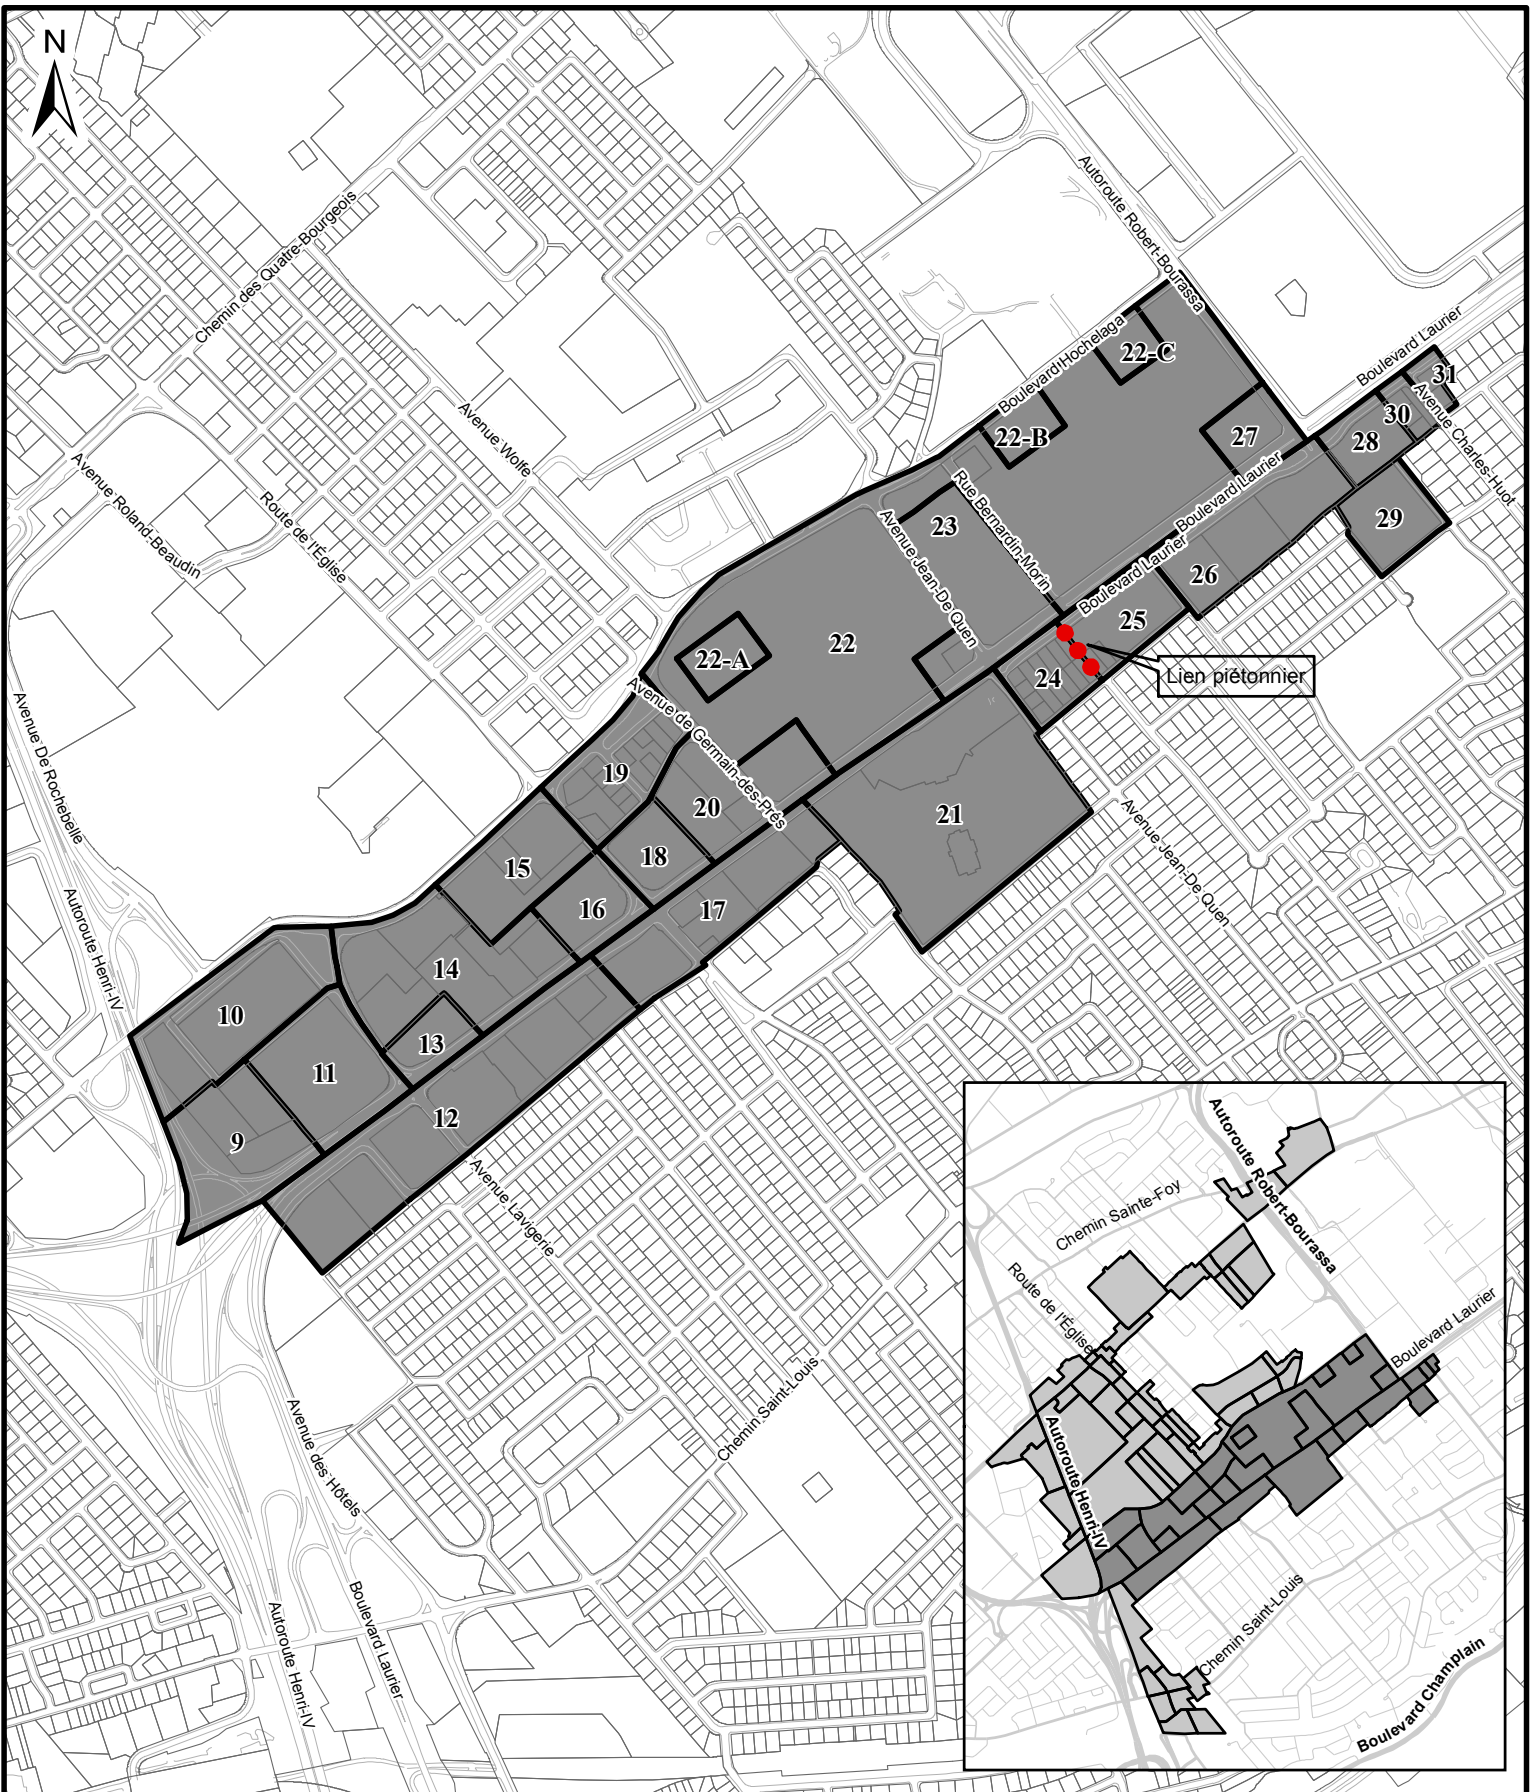 N
Chemin des Quatre-Bourgeois
Autoroute Robert-Bourassa
Boulevard Hochelaga
22-C
Boulevard Laurier
31
30
28
Avenue Charles-Huot
27
22-B
Avenue Wolfe
Avenue Roland-Beaudin
Route de l'Église
Rue Bernardin-Morin
Boulevard Laurier
29
23
Avenue Jean-De Quen
Boulevard Laurier
26
25
22
22-A
24
Lien piétonnier
Avenue de Germain-des-Prés
Avenue De Rochebelle
19
20
21
Avenue Jean-De Quen
15
18
16
17
Autoroute Henri-IV
14
10
13
11
12
9
Avenue Lavigerie
Chemin Saint-Louis
Avenue des Hôtels
Boulevard Laurier
Autoroute Henri-IV
Autoroute Robert-Bourassa
Chemin Sainte-Foy
Route de l'Église
Boulevard Laurier
Autoroute Henri-IV
Chemin Saint-Louis
Boulevard Champlain